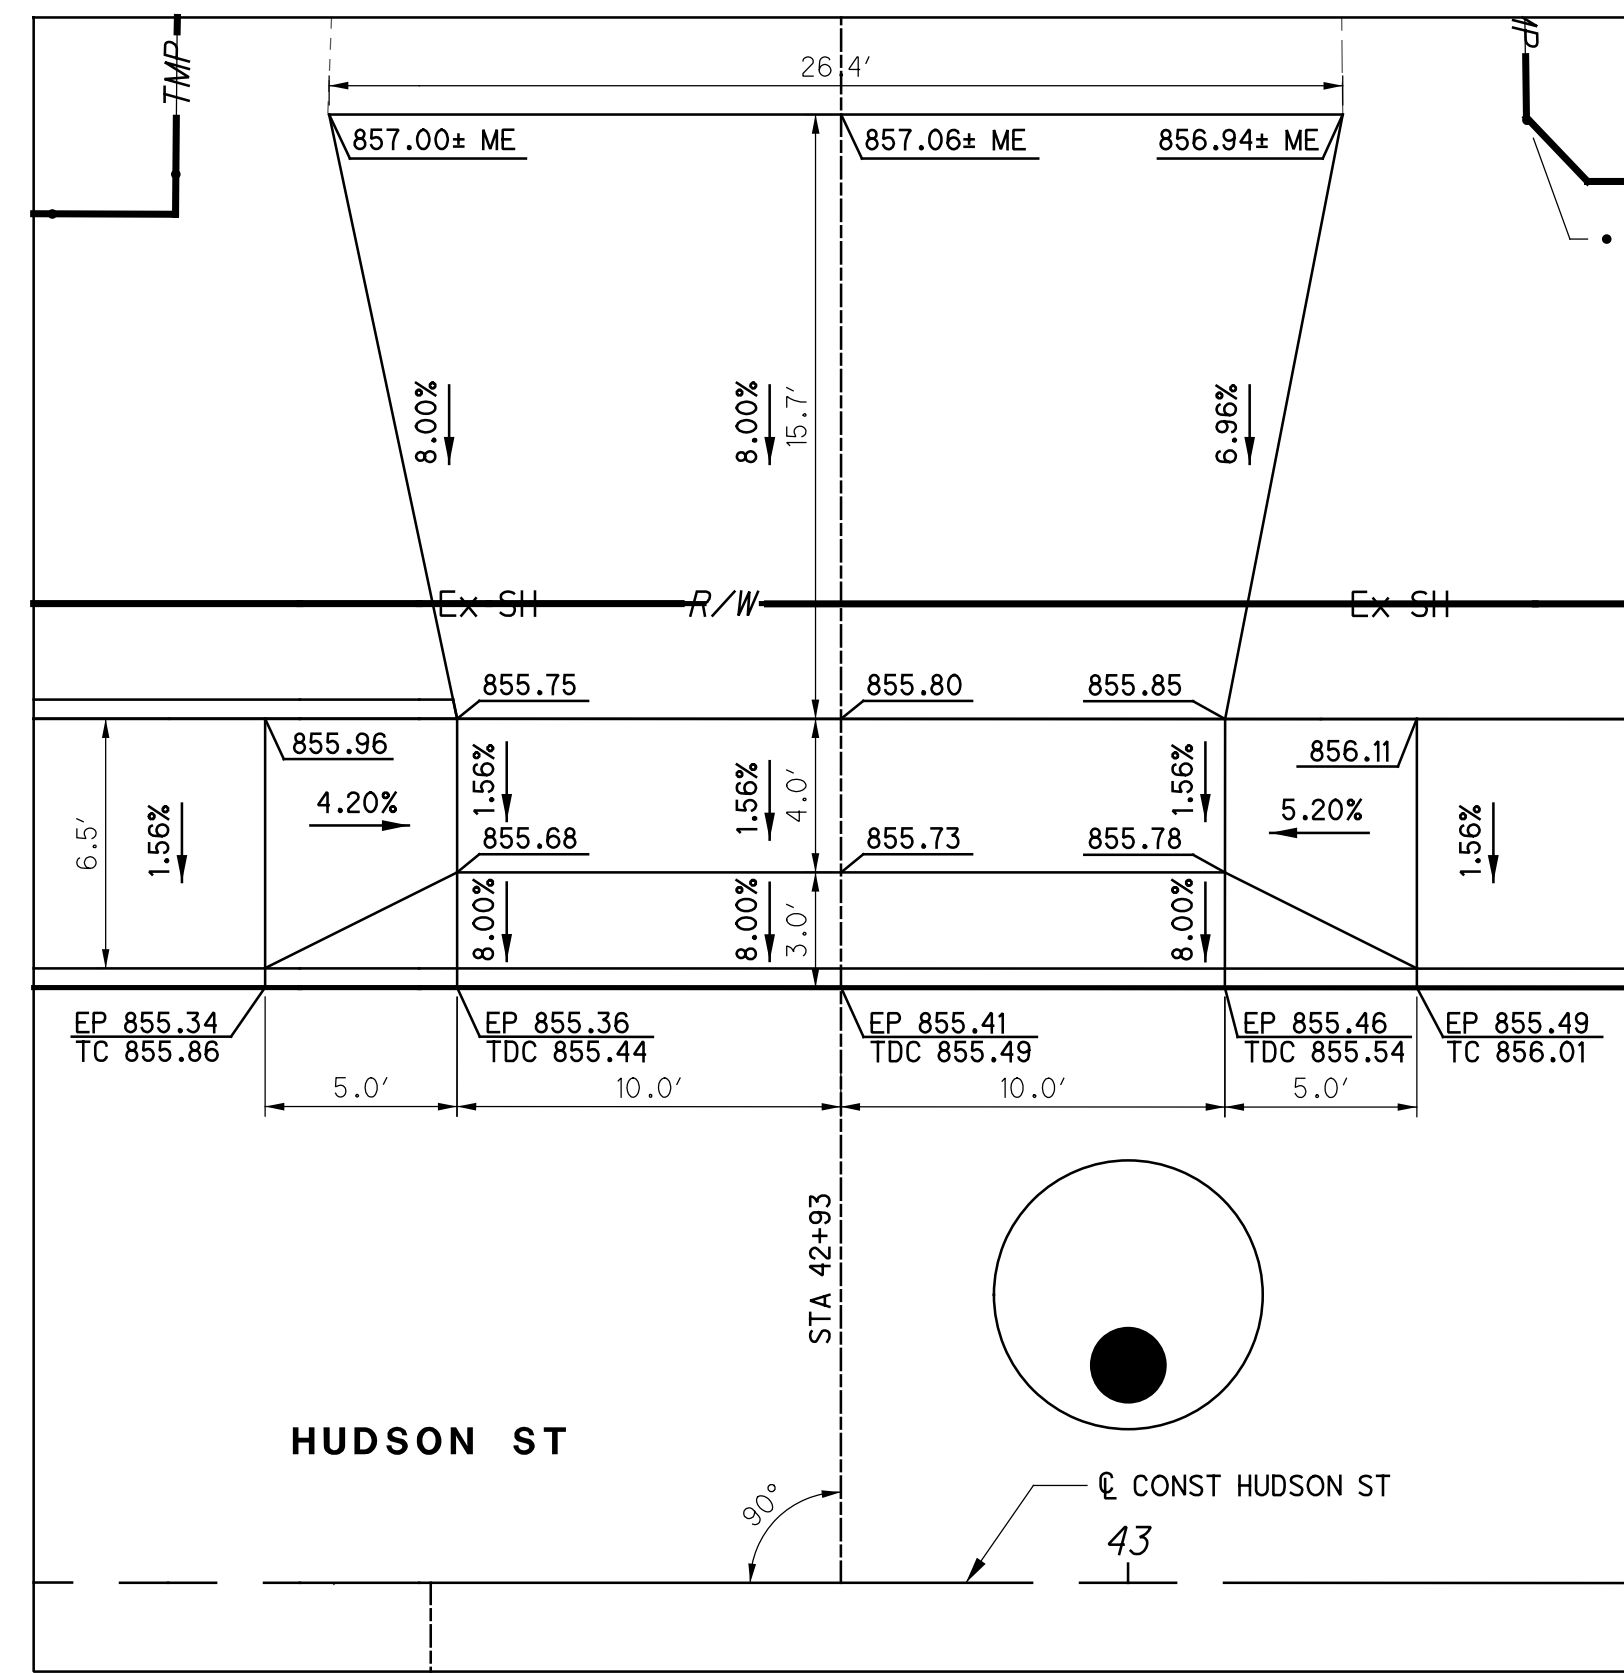 TMP
26.4'
857.00± ME
857.06± ME
856.94± ME
8.00%
8.00%
15.7'
6.96%
Ex SH
R/W
Ex SH
855.75
855.80
855.85
855.96
856.11
1.56%
1.56%
4.0'
1.56%
4.20%
5.20%
6.5'
1.56%
1.56%
855.68
855.73
855.78
8.00%
8.00%
3.0'
8.00%
EP 855.34
TC 855.86
EP 855.36
TDC 855.44
EP 855.41
TDC 855.49
EP 855.46
TDC 855.54
EP 855.49
TC 856.01
5.0'
10.0'
10.0'
5.0'
STA 42+93
HUDSON ST
90°
℄ CONST HUDSON ST
43